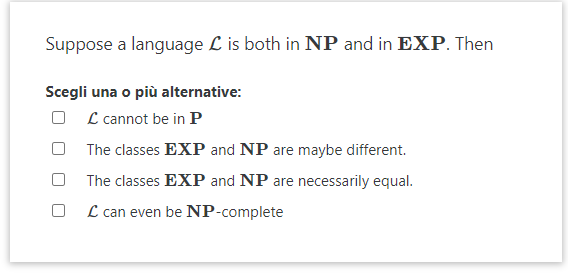 Suppose a language ℒ is both in NP and in EXP. Then
Scegli una o più alternative:
ℒ cannot be in P
The classes EXP and NP are maybe different.
The classes EXP and NP are necessarily equal.
ℒ can even be NP-complete